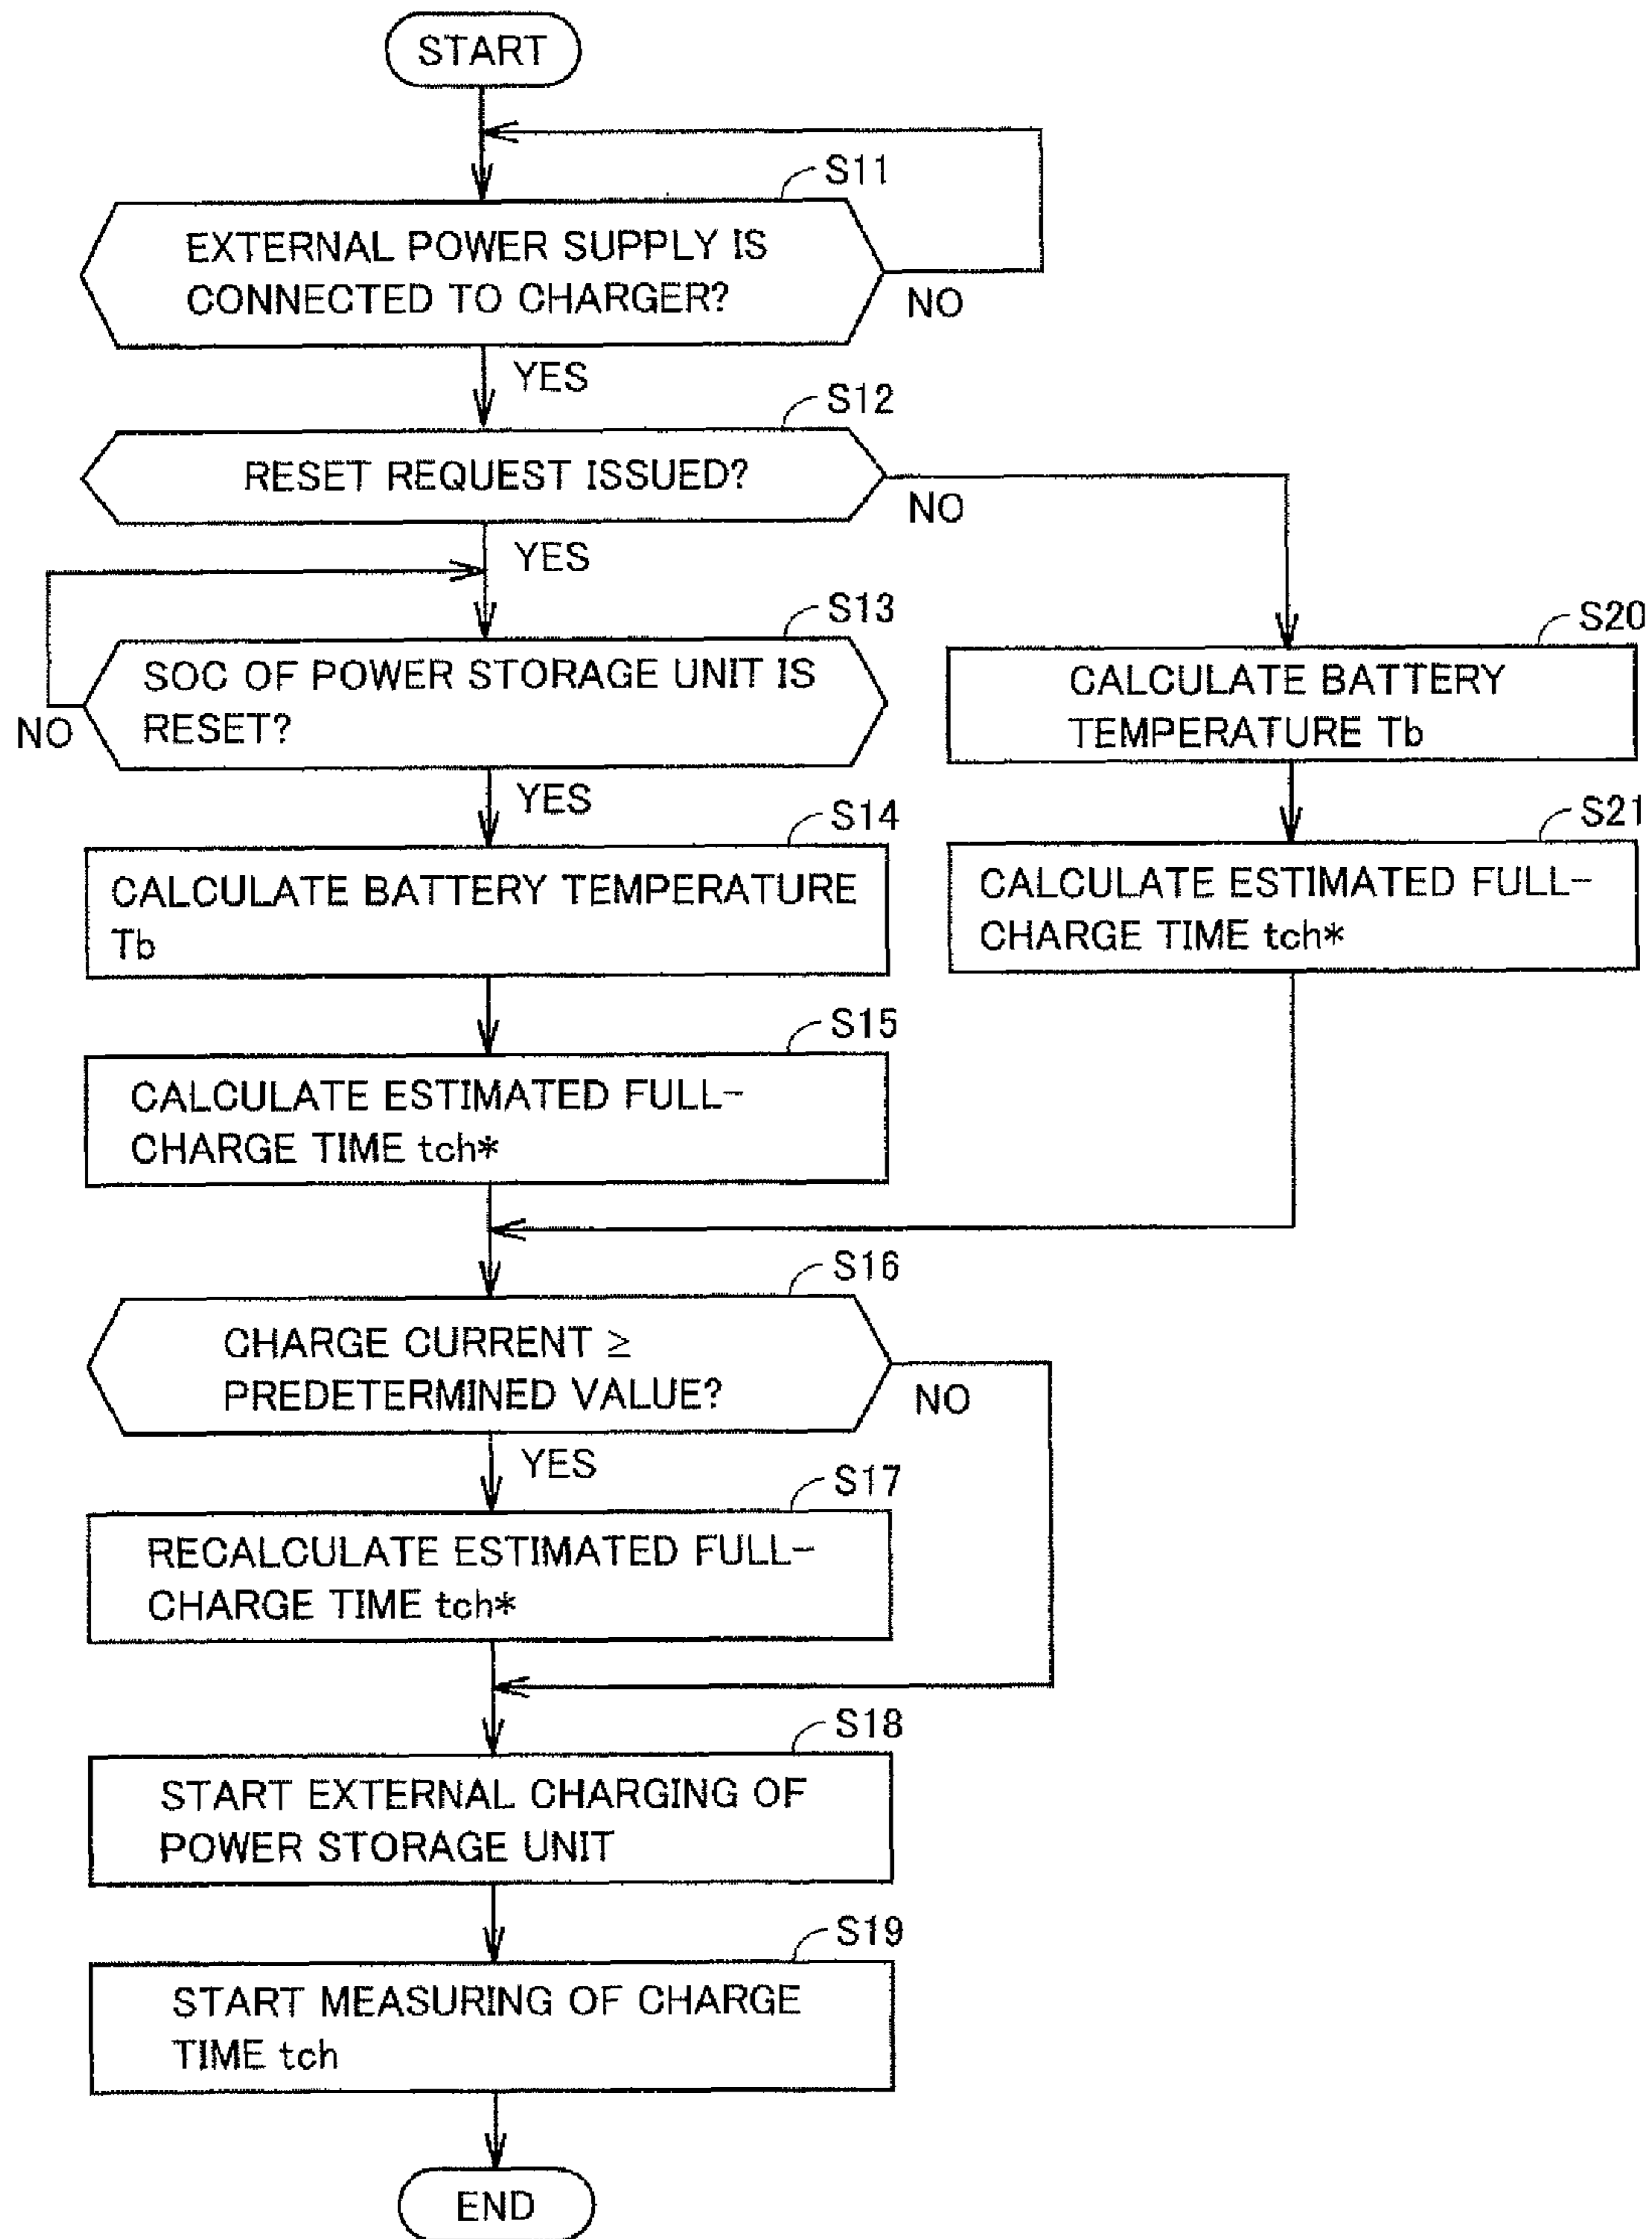 START
S11
EXTERNAL POWER SUPPLY IS
CONNECTED TO CHARGER?
NO
YES
S12
RESET REQUEST ISSUED?
NO
YES
S13
SOC OF POWER STORAGE UNIT IS
RESET?
NO
YES
S20
CALCULATE BATTERY
TEMPERATURE Tb
S14
CALCULATE BATTERY TEMPERATURE
Tb
S21
CALCULATE ESTIMATED FULL-
CHARGE TIME tch*
S15
CALCULATE ESTIMATED FULL-
CHARGE TIME tch*
S16
CHARGE CURRENT ≥
PREDETERMINED VALUE?
NO
YES
S17
RECALCULATE ESTIMATED FULL-
CHARGE TIME tch*
S18
START EXTERNAL CHARGING OF
POWER STORAGE UNIT
S19
START MEASURING OF CHARGE
TIME tch
END